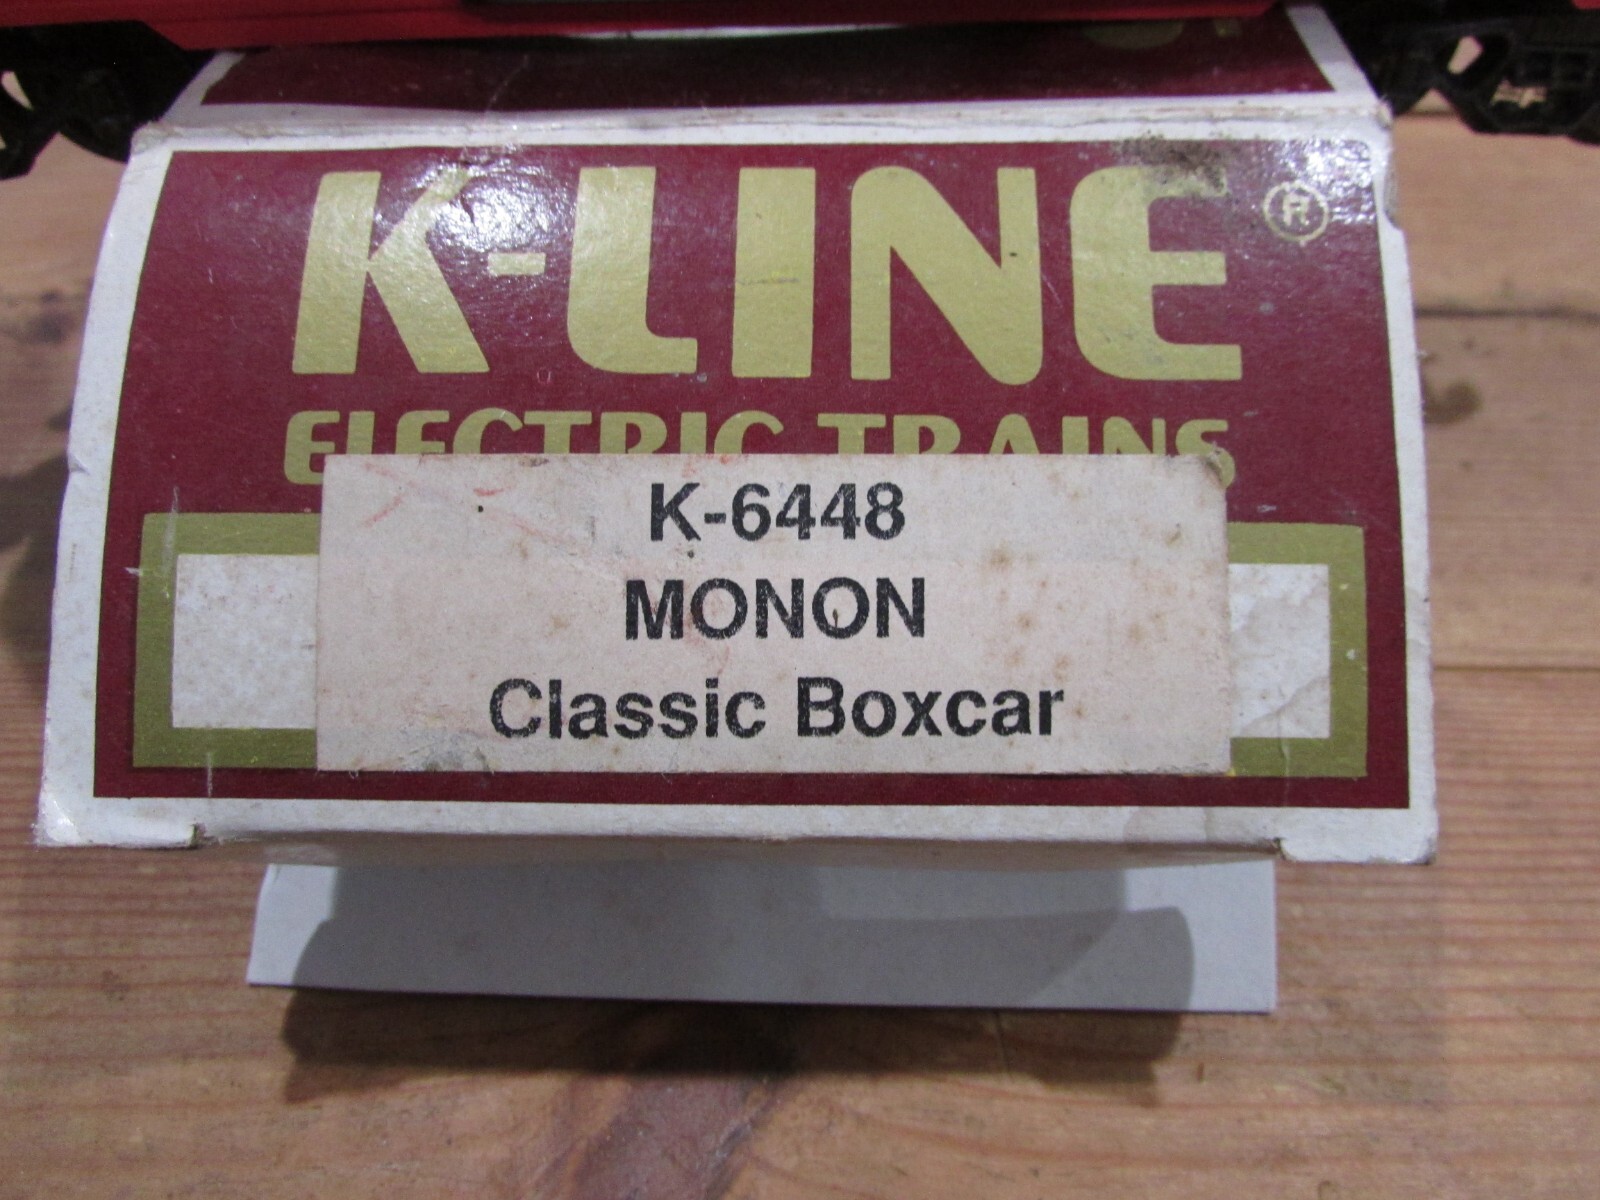 K-LINE®
ELECTRIC TRAINS
K-6448
MONON
Classic Boxcar